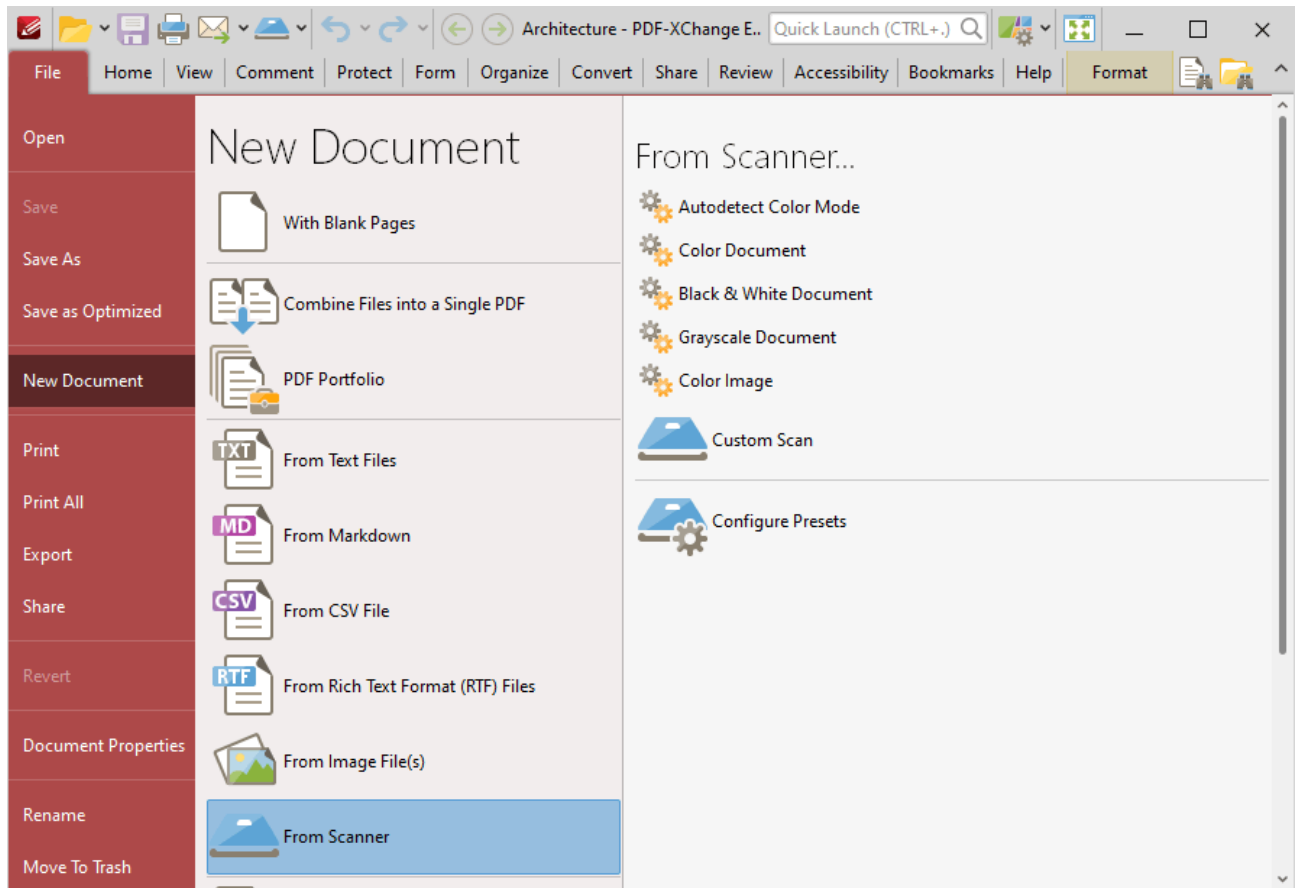 Architecture - PDF-XChange E..
Quick Launch (CTRL+.)
File
Home
View
Comment
Protect
Form
Organize
Convert
Share
Review
Accessibility
Bookmarks
Help
Format
Open
Save
Save As
Save as Optimized
New Document
Print
Print All
Export
Share
Revert
Document Properties
Rename
Move To Trash
New Document
With Blank Pages
Combine Files into a Single PDF
PDF Portfolio
TXT
From Text Files
MD
From Markdown
CSV
From CSV File
RTF
From Rich Text Format (RTF) Files
From Image File(s)
From Scanner
From Scanner...
Autodetect Color Mode
Color Document
Black & White Document
Grayscale Document
Color Image
Custom Scan
Configure Presets